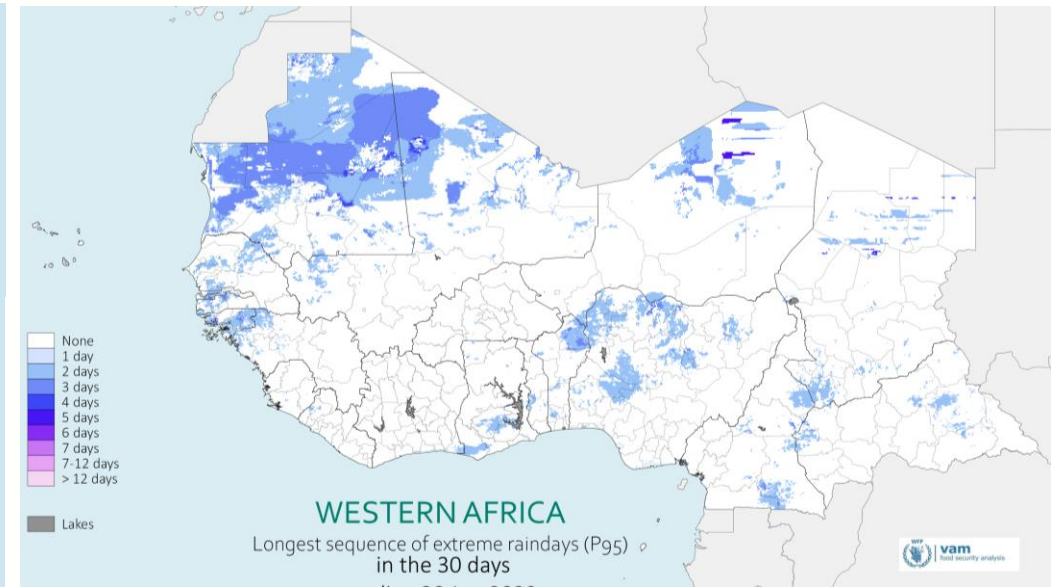 None
1 day
2 days
3 days
4 days
5 days
6 days
7 days
7-12 days
> 12 days
Lakes
WESTERN AFRICA
Longest sequence of extreme raindays (P95)
in the 30 days
WFP
vam
food security analysis